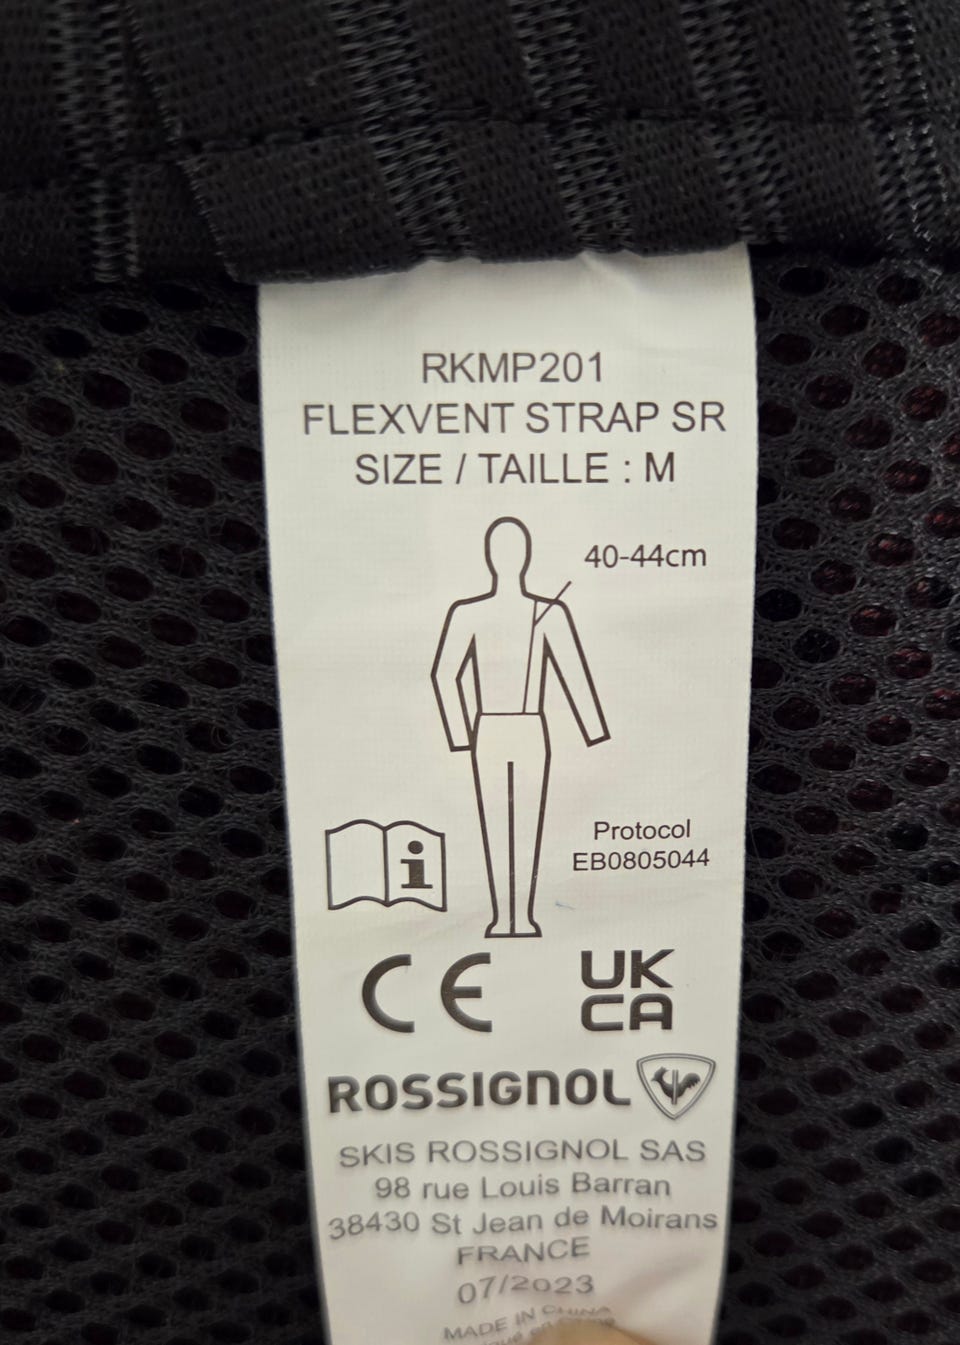 RKMP201
FLEXVENT STRAP SR
SIZE / TAILLE : M
40-44cm
i
Protocol
EB0805044
CE
UK
CA
ROSSIGNOL
SKIS ROSSIGNOL SAS
98 rue Louis Barran
38430 St Jean de Moirans
FRANCE
07/2023
MADE IN CHINA